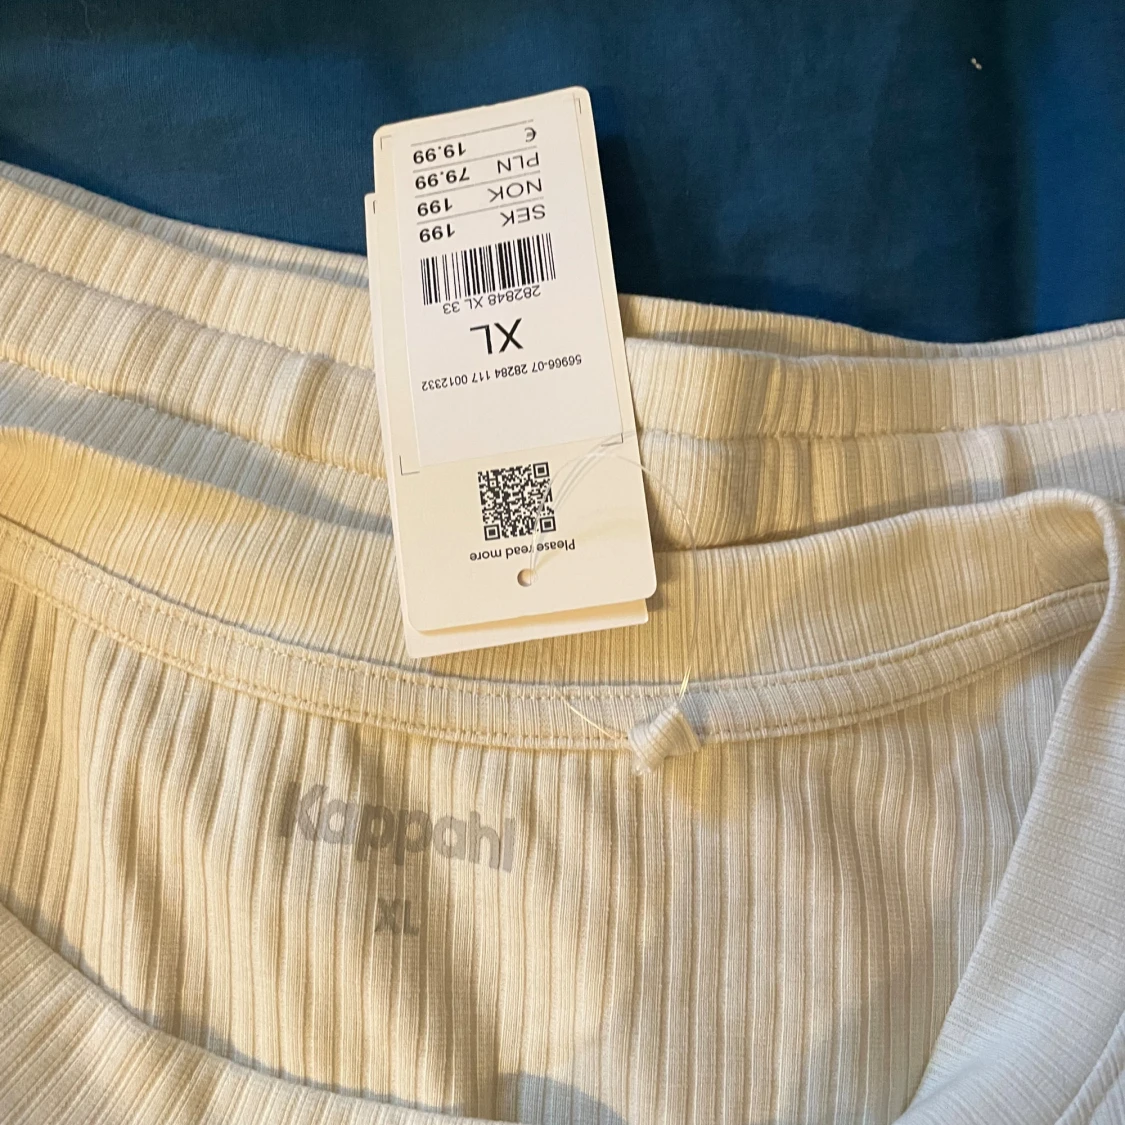 Please read more
56966-07 28284 117 0012332
XL
282848 XL 33
SEK 199
NOK 199
PLN 79.99
€ 19.99
Kappahl
XL